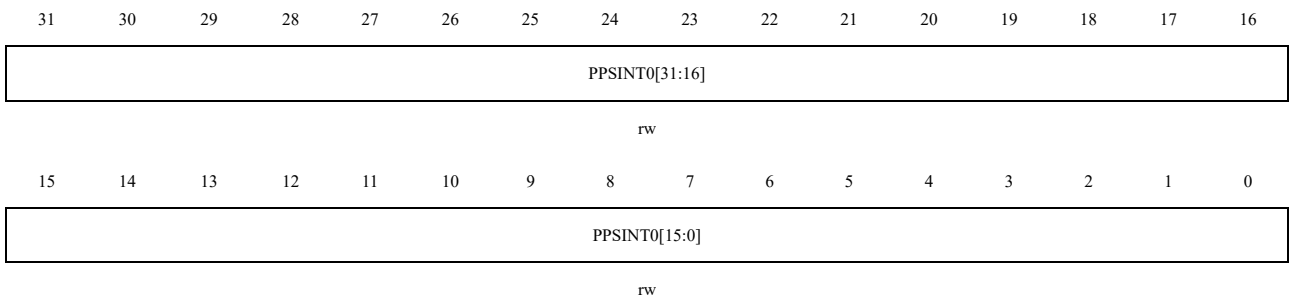 31 30 29 28 27 26 25 24 23 22 21 20 19 18 17 16
PPSINT0[31:16]
rw
15 14 13 12 11 10 9 8 7 6 5 4 3 2 1 0
PPSINT0[15:0]
rw